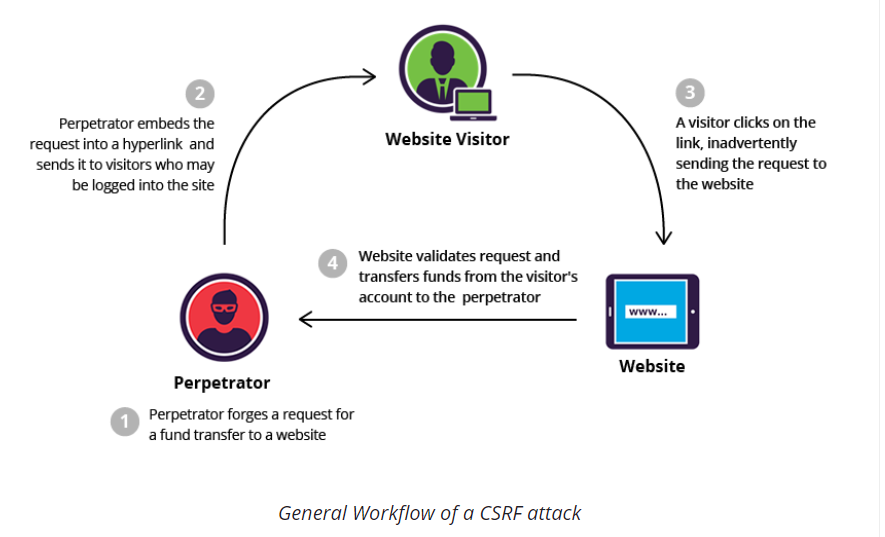 2
Perpetrator embeds the
request into a hyperlink and
sends it to visitors who may
be logged into the site
Website Visitor
3
A visitor clicks on the
link, inadvertently
sending the request to
the website
4
Website validates request and
transfers funds from the visitor's
account to the perpetrator
www...
Website
Perpetrator
1
Perpetrator forges a request for
a fund transfer to a website
General Workflow of a CSRF attack